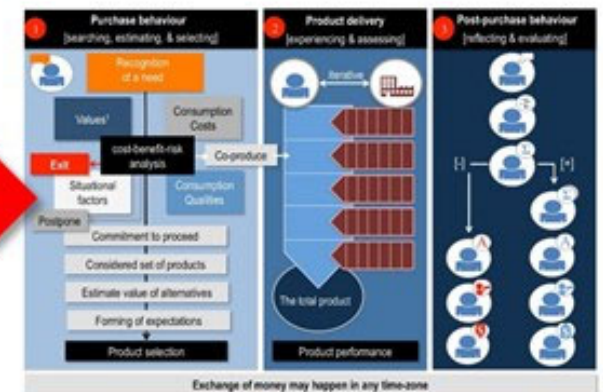 1
Purchase behaviour
[searching, estimating, & selecting]
Recognition
of a need
Values¹
Consumption
Costs
cost-benefit-risk
analysis
Exit
Co-produce
Situational
factors
Consumption
Qualities
Postpone
Commitment to proceed
Considered set of products
Estimate value of alternatives
Forming of expectations
Product selection
2
Product delivery
[experiencing & assessing]
iterative
The total product
Product performance
3
Post-purchase behaviour
[reflecting & evaluating]
[-]
[+]
Exchange of money may happen in any time-zone